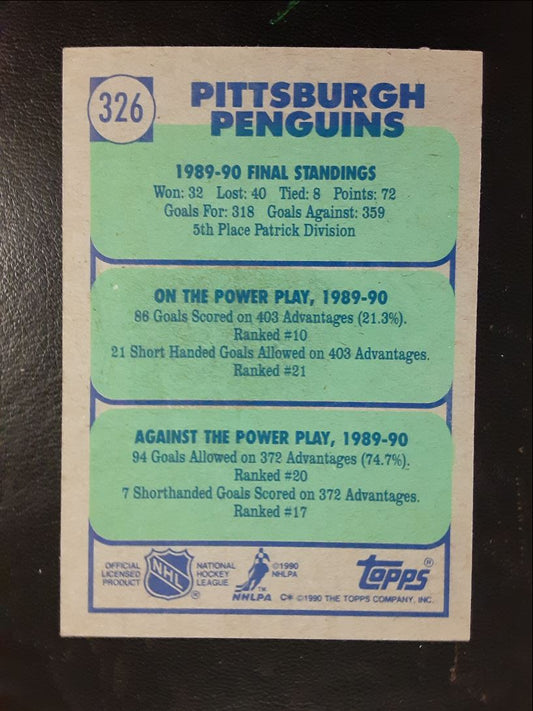 326
PITTSBURGH
PENGUINS
1989-90 FINAL STANDINGS
Won: 32 Lost: 40 Tied: 8 Points: 72
Goals For: 318 Goals Against: 359
5th Place Patrick Division
ON THE POWER PLAY, 1989-90
86 Goals Scored on 403 Advantages (21.3%).
Ranked #10
21 Short Handed Goals Allowed on 403 Advantages.
Ranked #21
AGAINST THE POWER PLAY, 1989-90
94 Goals Allowed on 372 Advantages (74.7%).
Ranked #20
7 Shorthanded Goals Scored on 372 Advantages.
Ranked #17
OFFICIAL
LICENSED
PRODUCT
NHL
®
NATIONAL
HOCKEY
LEAGUE
©1990
NHLPA
TM
NHLPA
topps®
C* ©1990 THE TOPPS COMPANY, INC.